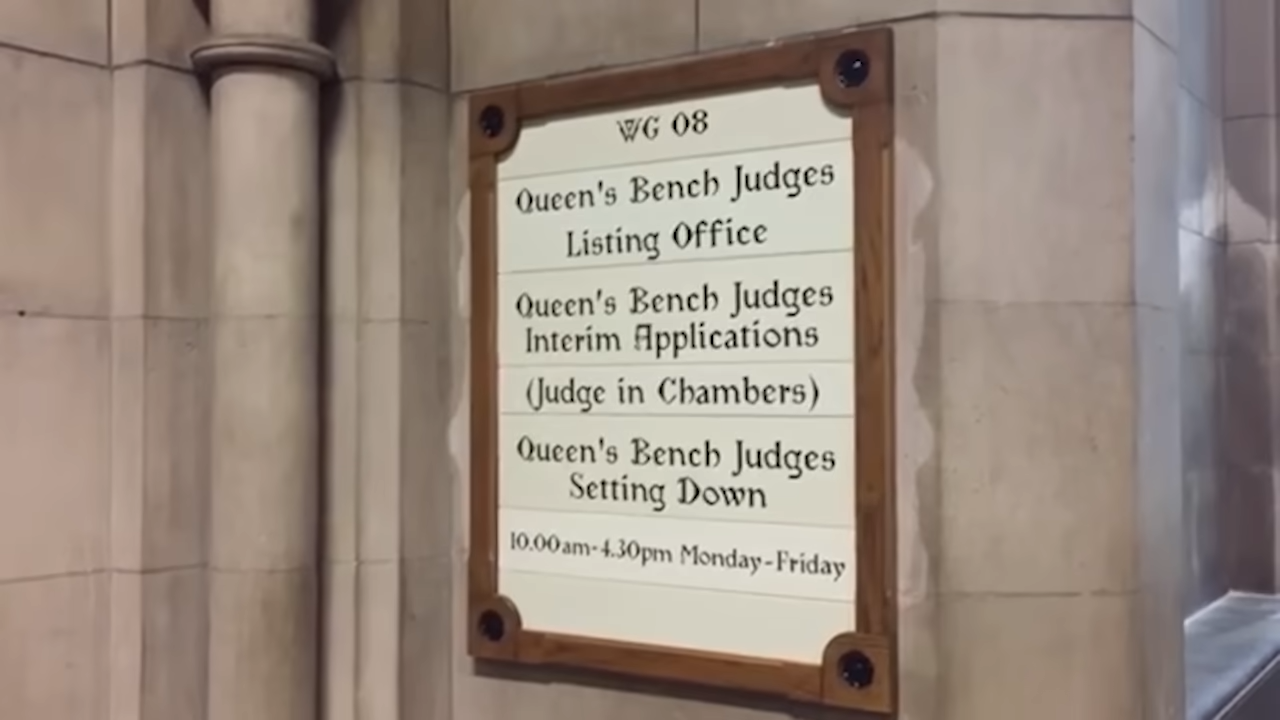 WG 08
Queen's Bench Judges
Listing Office
Queen's Bench Judges
Interim Applications
(Judge in Chambers)
Queen's Bench Judges
Setting Down
10.00am-4.30pm Monday-Friday